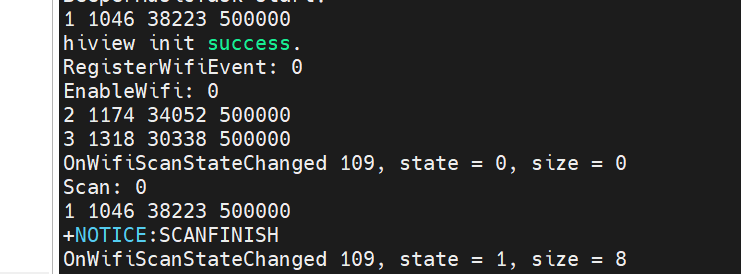 1 1046 38223 500000
hiview init success.
RegisterWifiEvent: 0
EnableWifi: 0
2 1174 34052 500000
3 1318 30338 500000
OnWifiScanStateChanged 109, state = 0, size = 0
Scan: 0
1 1046 38223 500000
+NOTICE:SCANFINISH
OnWifiScanStateChanged 109, state = 1, size = 8